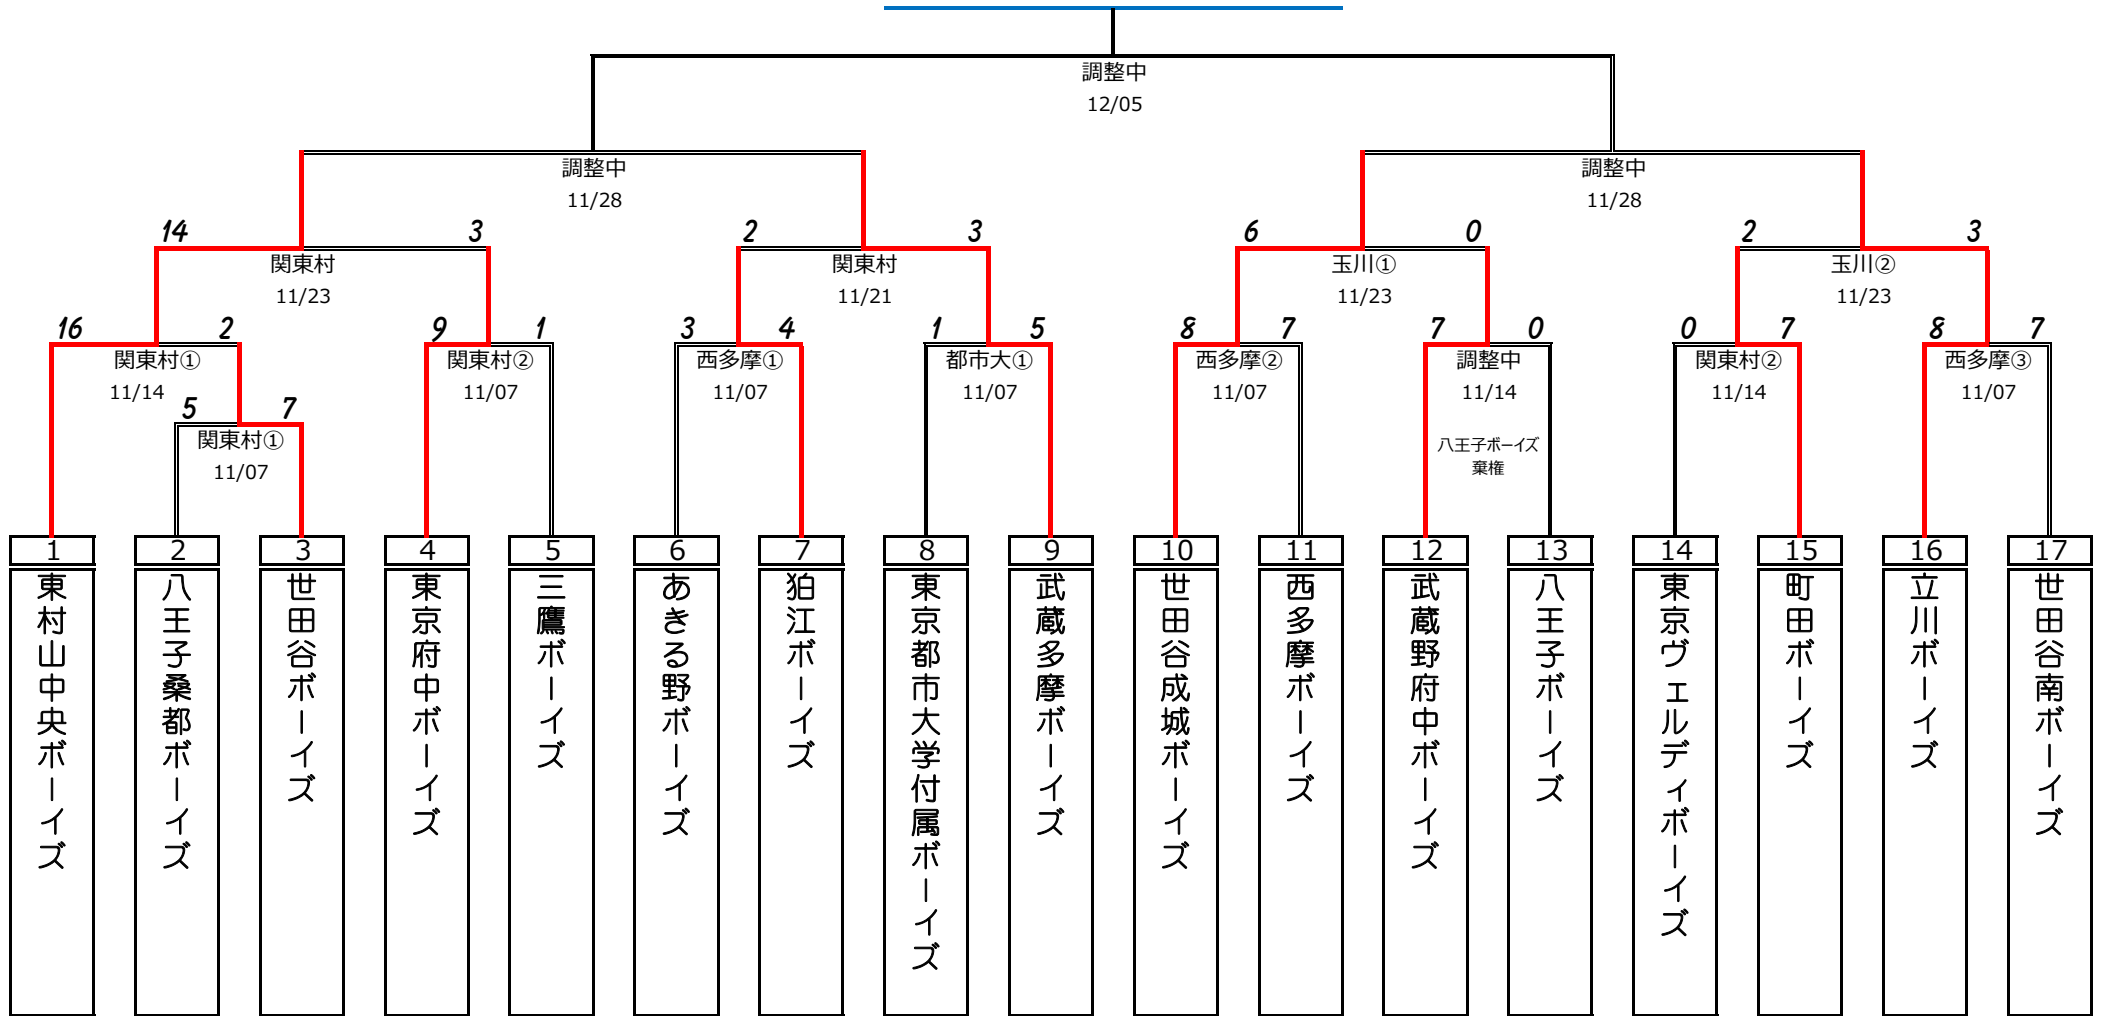 調整中
12/05
調整中
11/28
調整中
11/28
14 3
関東村
11/23
2 3
関東村
11/21
6 0
玉川①
11/23
2 3
玉川②
11/23
16 2
関東村①
11/14
9 1
関東村②
11/07
3 4
西多摩①
11/07
1 5
都市大①
11/07
8 7
西多摩②
11/07
7 0
調整中
11/14
八王子ボーイズ
棄権
0 7
関東村②
11/14
8 7
西多摩③
11/07
5 7
関東村①
11/07
1
東村山中央ボーイズ
2
八王子桑都ボーイズ
3
世田谷ボーイズ
4
東京府中ボーイズ
5
三鷹ボーイズ
6
あきる野ボーイズ
7
狛江ボーイズ
8
東京都市大学付属ボーイズ
9
武蔵多摩ボーイズ
10
世田谷成城ボーイズ
11
西多摩ボーイズ
12
武蔵野府中ボーイズ
13
八王子ボーイズ
14
東京ヴェルディボーイズ
15
町田ボーイズ
16
立川ボーイズ
17
世田谷南ボーイズ